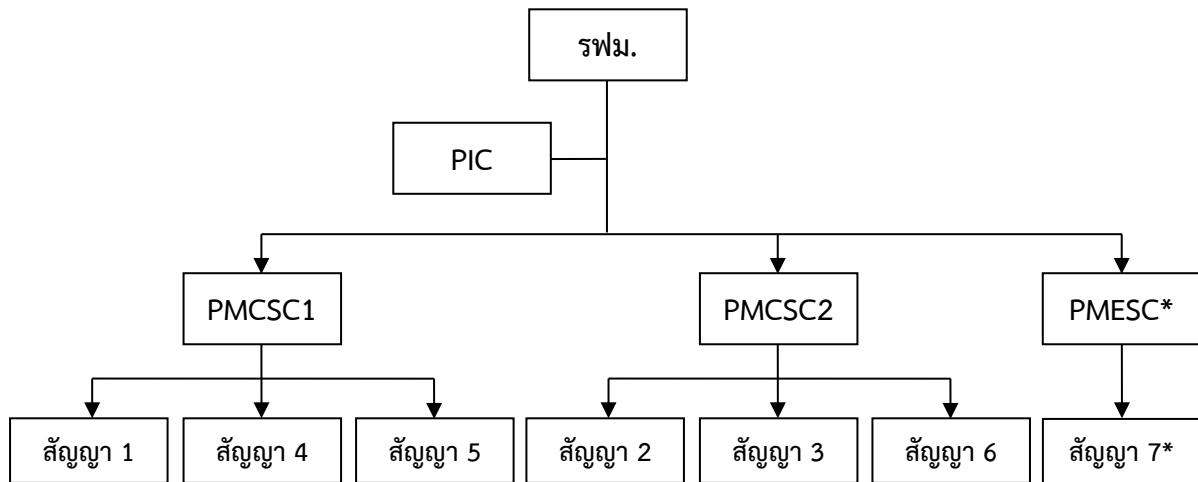 รฟม.
PIC
PMCSC1
PMCSC2
PMESC*
สัญญา 1
สัญญา 4
สัญญา 5
สัญญา 2
สัญญา 3
สัญญา 6
สัญญา 7*